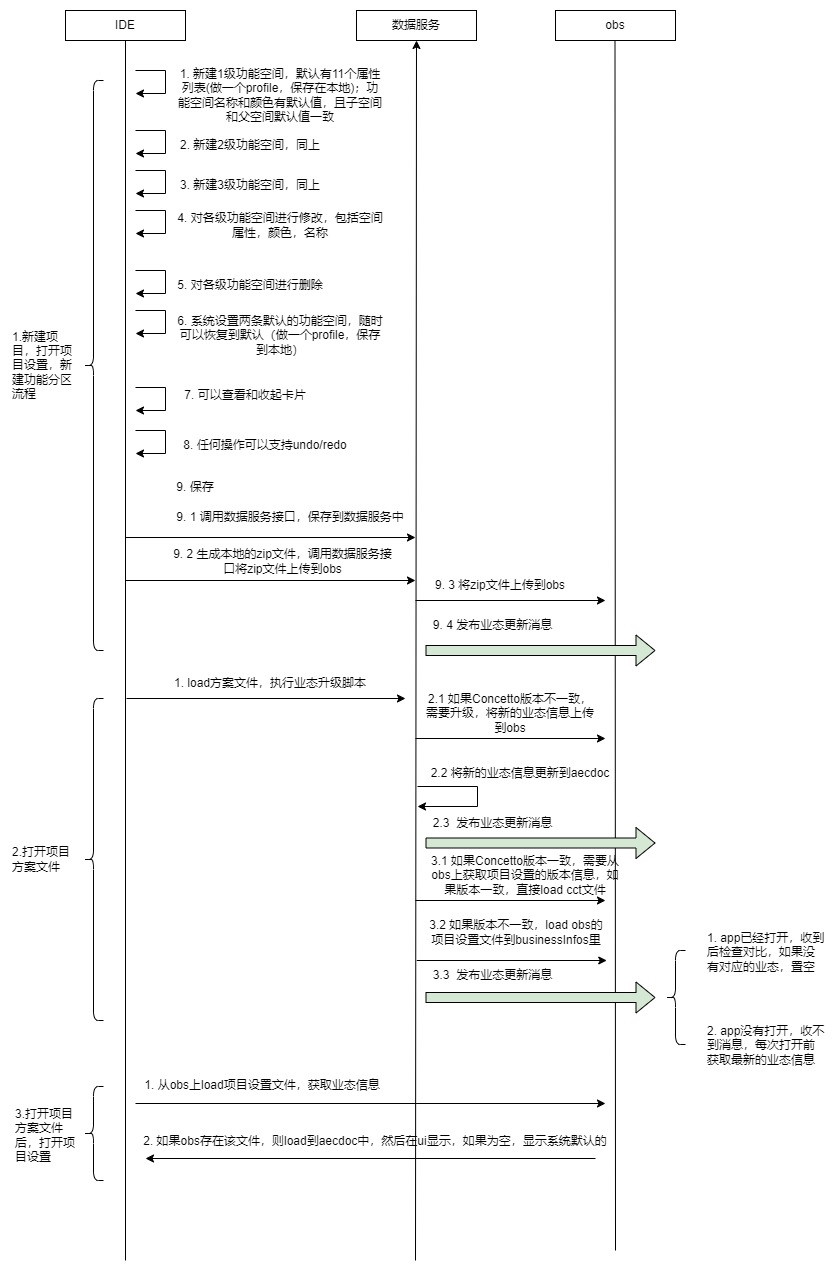 IDE
数据服务
obs
1. 新建1级功能空间，默认有11个属性
列表(做一个profile，保存在本地)；功
能空间名称和颜色有默认值，且子空间
和父空间默认值一致
2. 新建2级功能空间，同上
3. 新建3级功能空间，同上
4. 对各级功能空间进行修改，包括空间
属性，颜色，名称
5. 对各级功能空间进行删除
6. 系统设置两条默认的功能空间，随时
可以恢复到默认（做一个profile，保存
到本地）
1.新建项
目，打开项
目设置，新
建功能分区
流程
7. 可以查看和收起卡片
8. 任何操作可以支持undo/redo
9. 保存
9. 1 调用数据服务接口，保存到数据服务中
9. 2 生成本地的zip文件，调用数据服务接
口将zip文件上传到obs
9. 3 将zip文件上传到obs
9. 4 发布业态更新消息
1. load方案文件，执行业态升级脚本
2.1 如果Concetto版本不一致，
需要升级，将新的业态信息上传
到obs
2.2 将新的业态信息更新到aecdoc
2.3 发布业态更新消息
2.打开项目
方案文件
3.1 如果Concetto版本一致，需要从
obs上获取项目设置的版本信息，如
果版本一致，直接load cct文件
3.2 如果版本不一致，load obs的
项目设置文件到businessInfos里
3.3 发布业态更新消息
1. app已经打开，收到
后检查对比，如果没
有对应的业态，置空
2. app没有打开，收不
到消息，每次打开前
获取最新的业态信息
3.打开项目
方案文件
后，打开项
目设置
1. 从obs上load项目设置文件，获取业态信息
2. 如果obs存在该文件，则load到aecdoc中，然后在ui显示，如果为空，显示系统默认的